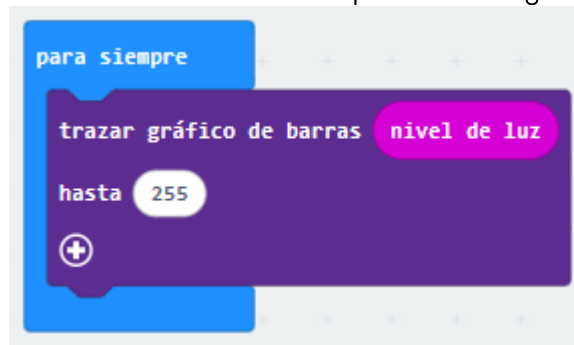 para siempre
trazar gráfico de barras nivel de luz
hasta 255